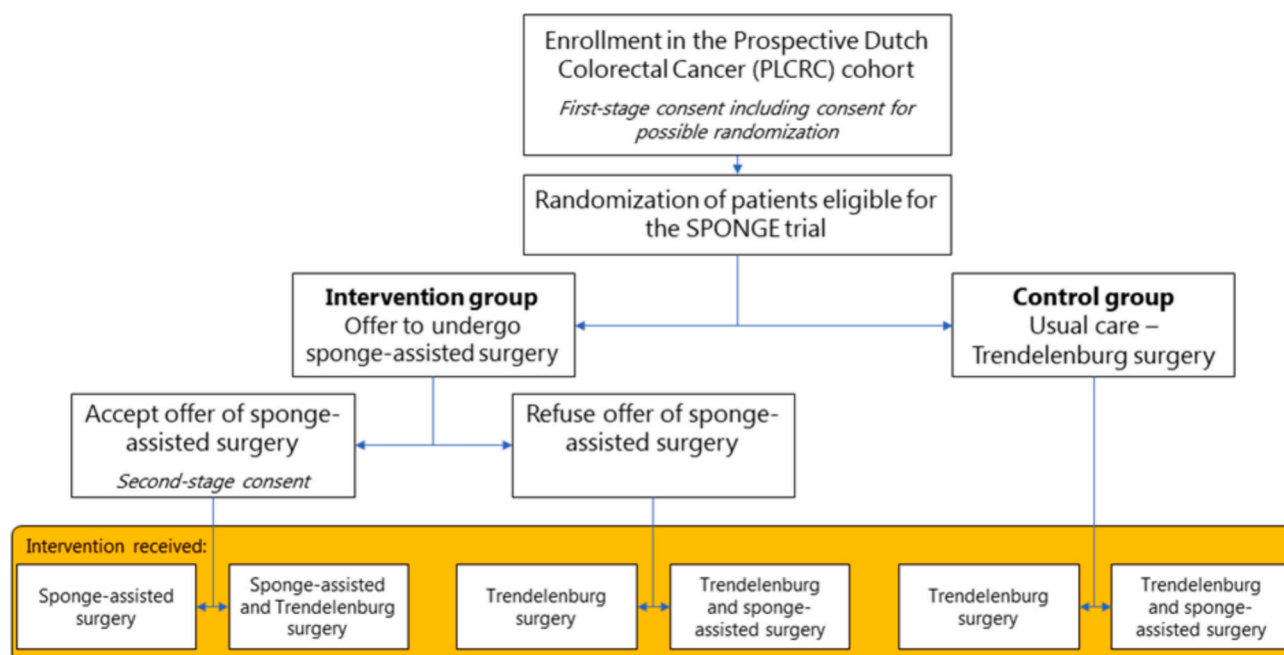 Enrollment in the Prospective Dutch
Colorectal Cancer (PLCRC) cohort
First-stage consent including consent for
possible randomization
Randomization of patients eligible for
the SPONGE trial
Intervention group
Offer to undergo
sponge-assisted surgery
Control group
Usual care –
Trendelenburg surgery
Accept offer of sponge-
assisted surgery
Second-stage consent
Refuse offer of sponge-
assisted surgery
Intervention received:
Sponge-assisted
surgery
Sponge-assisted
and Trendelenburg
surgery
Trendelenburg
surgery
Trendelenburg
and sponge-
assisted surgery
Trendelenburg
surgery
Trendelenburg
and sponge-
assisted surgery